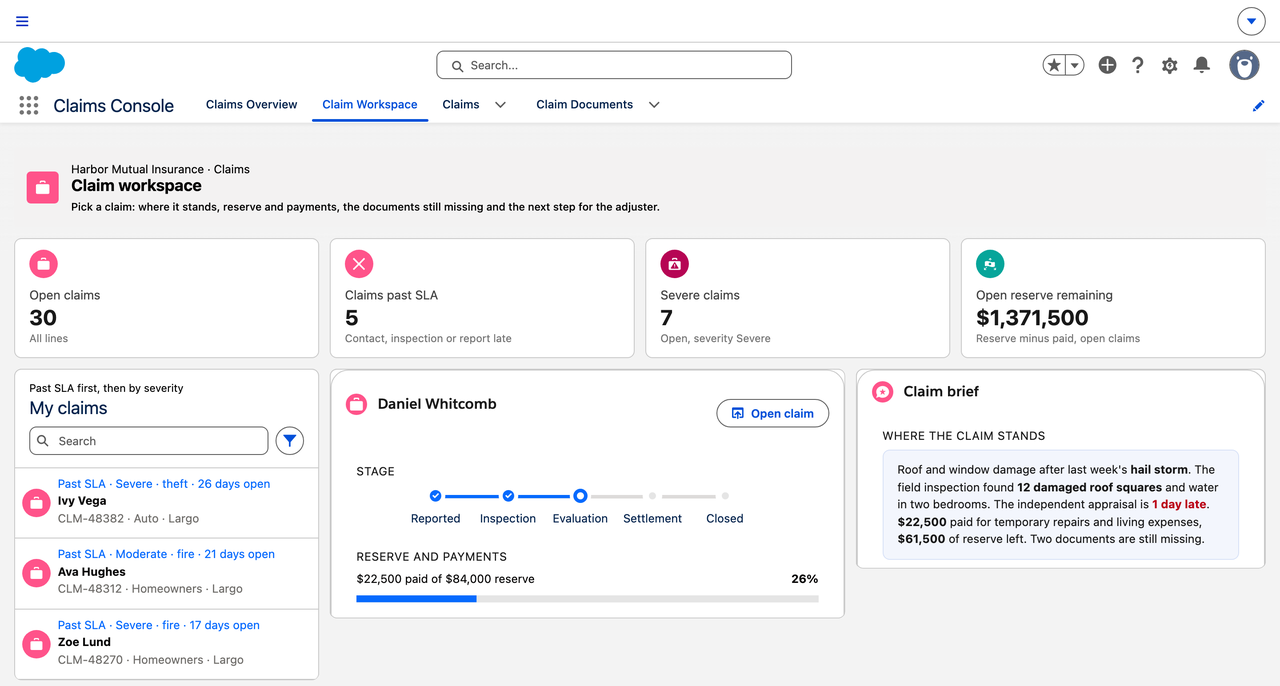 Search...
Claims Console
Claims Overview
Claim Workspace
Claims
Claim Documents
Harbor Mutual Insurance · Claims
Claim workspace
Pick a claim: where it stands, reserve and payments, the documents still missing and the next step for the adjuster.
Open claims
30
All lines
Claims past SLA
5
Contact, inspection or report late
Severe claims
7
Open, severity Severe
Open reserve remaining
$1,371,500
Reserve minus paid, open claims
Past SLA first, then by severity
My claims
Search
Past SLA · Severe · theft · 26 days open
Ivy Vega
CLM-48382 · Auto · Largo
Past SLA · Moderate · fire · 21 days open
Ava Hughes
CLM-48312 · Homeowners · Largo
Past SLA · Severe · fire · 17 days open
Zoe Lund
CLM-48270 · Homeowners · Largo
Daniel Whitcomb
Open claim
STAGE
Reported
Inspection
Evaluation
Settlement
Closed
RESERVE AND PAYMENTS
$22,500 paid of $84,000 reserve
26%
Claim brief
WHERE THE CLAIM STANDS
Roof and window damage after last week's hail storm. The
field inspection found 12 damaged roof squares and water
in two bedrooms. The independent appraisal is 1 day late.
$22,500 paid for temporary repairs and living expenses,
$61,500 of reserve left. Two documents are still missing.